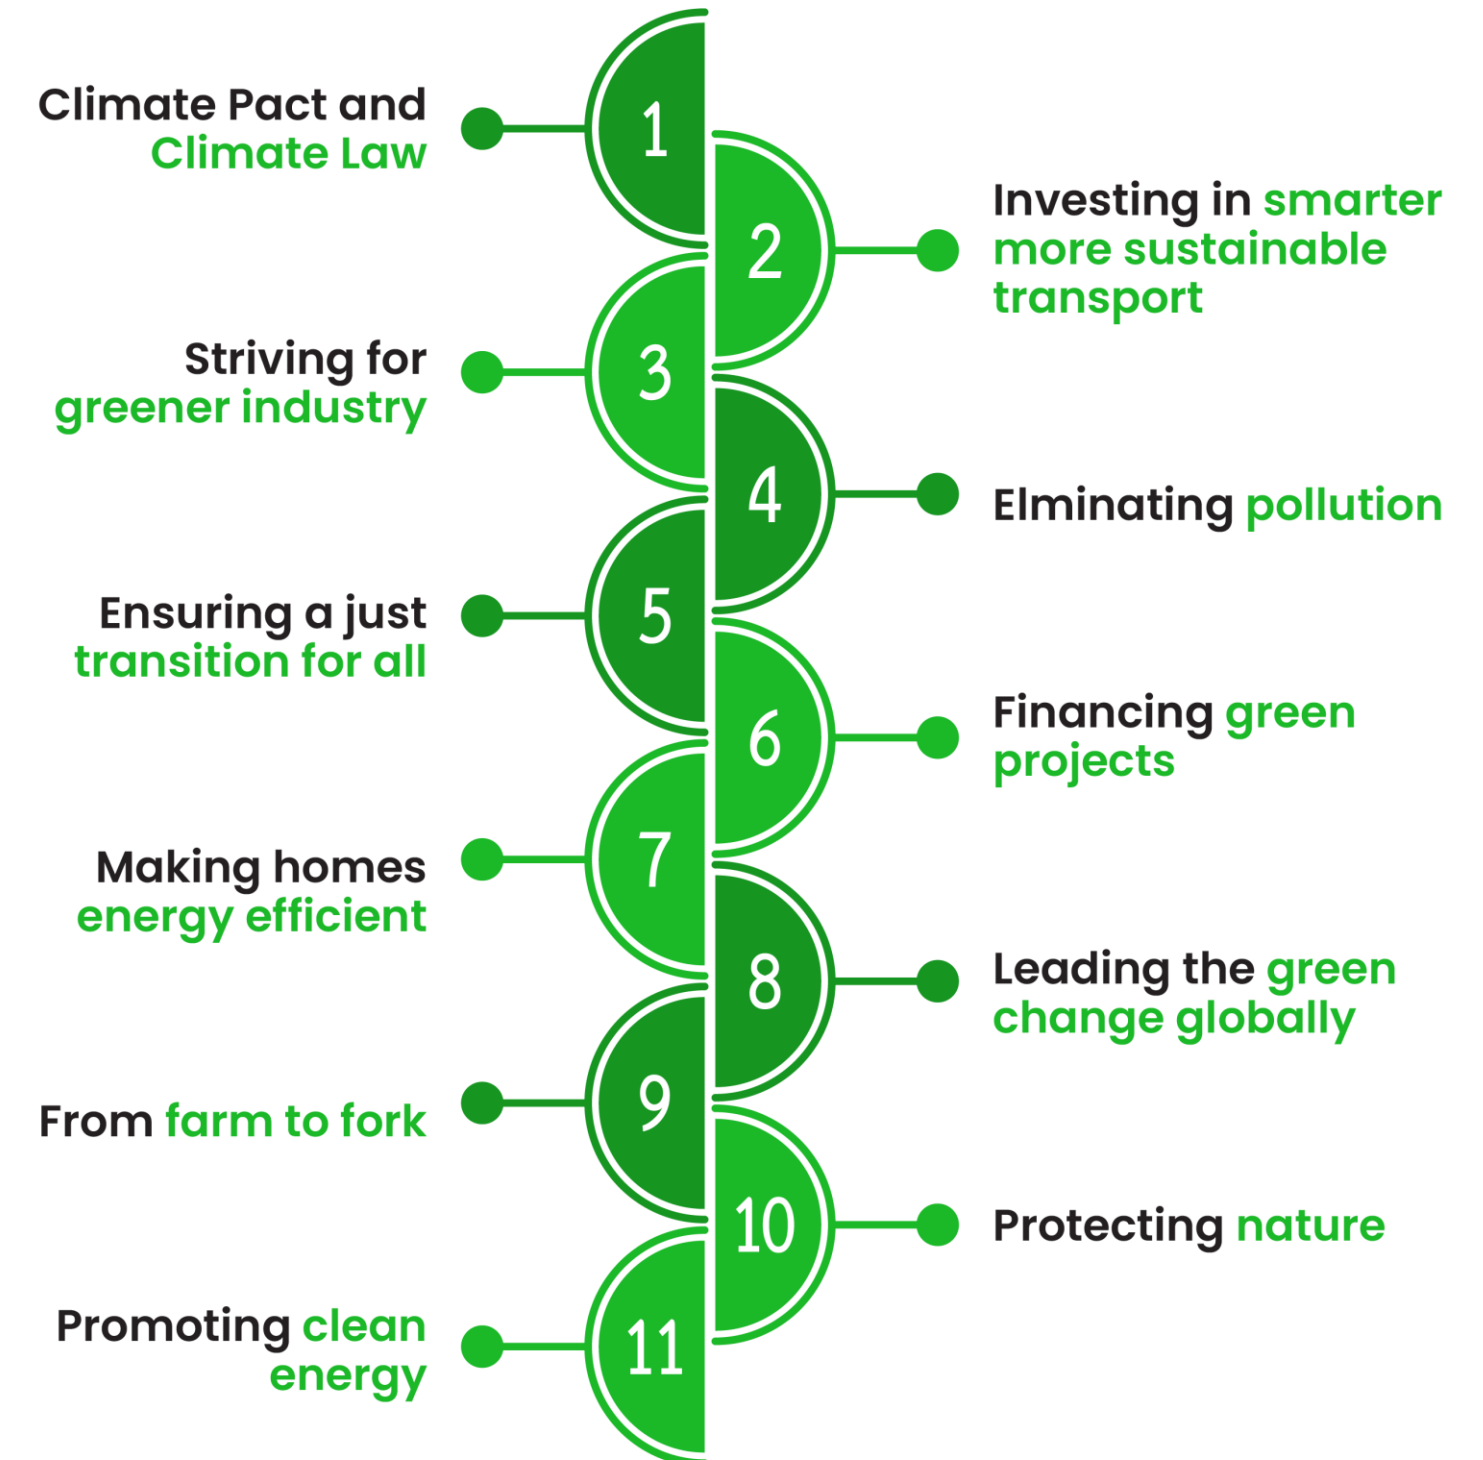 Climate Pact and
Climate Law
1
2
Investing in smarter
more sustainable
transport
Striving for
greener industry
3
4
Elminating pollution
Ensuring a just
transition for all
5
6
Financing green
projects
Making homes
energy efficient
7
8
Leading the green
change globally
From farm to fork
9
10
Protecting nature
Promoting clean
energy
11